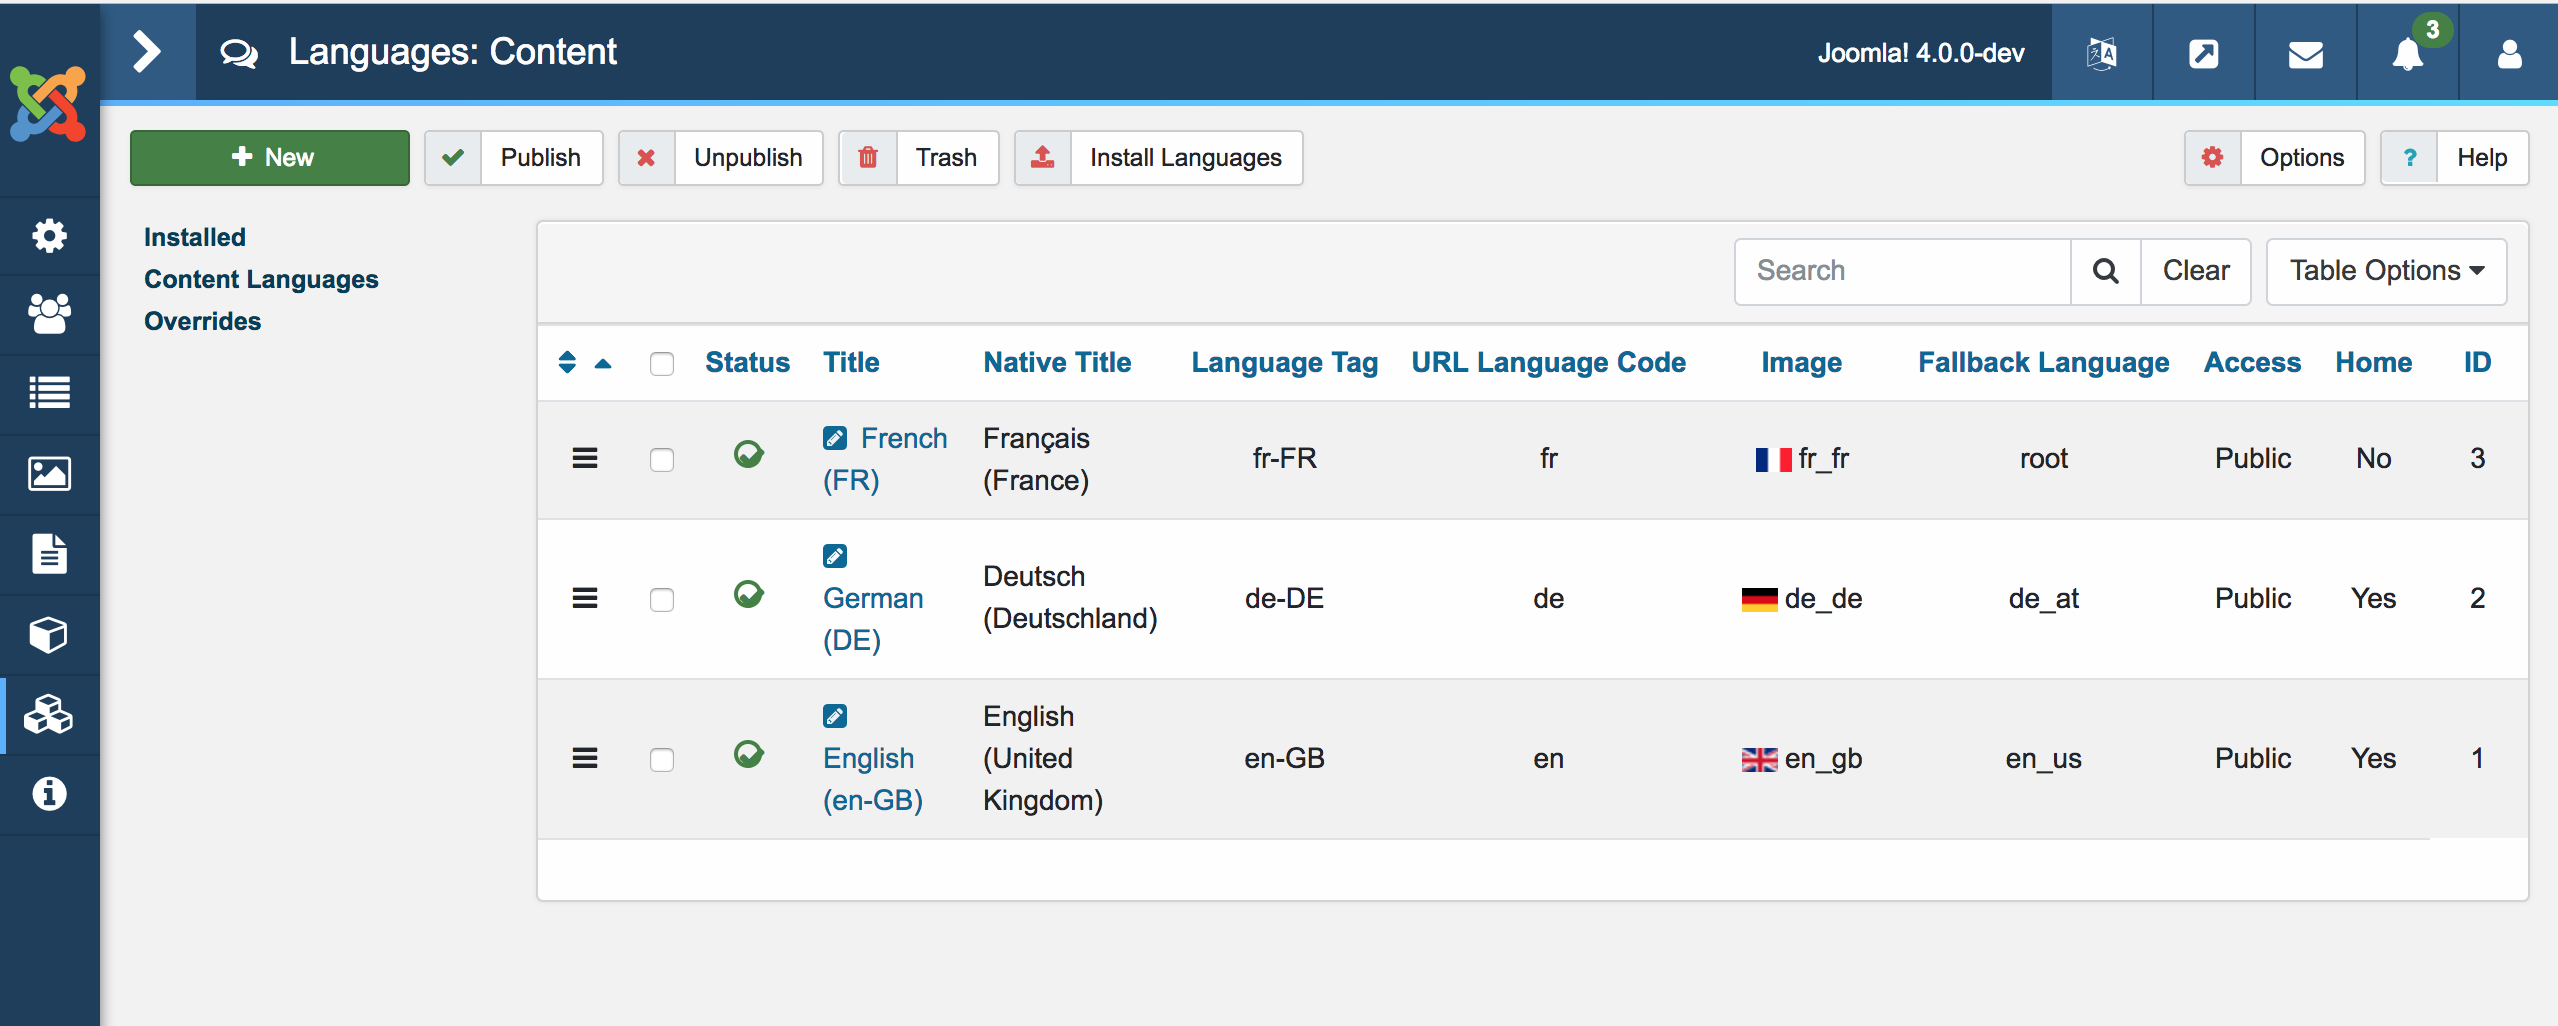 Languages: Content
Joomla! 4.0.0-dev
3
New
Publish
Unpublish
Trash
Install Languages
Options
? Help
Installed
Content Languages
Overrides
Search
Clear
Table Options
Status Title Native Title Language Tag URL Language Code Image Fallback Language Access Home ID
French
(FR)
Français
(France)
fr-FR
fr
fr_fr
root
Public
No
3
German
(DE)
Deutsch
(Deutschland)
de-DE
de
de_de
de_at
Public
Yes
2
English
(en-GB)
English
(United
Kingdom)
en-GB
en
en_gb
en_us
Public
Yes
1